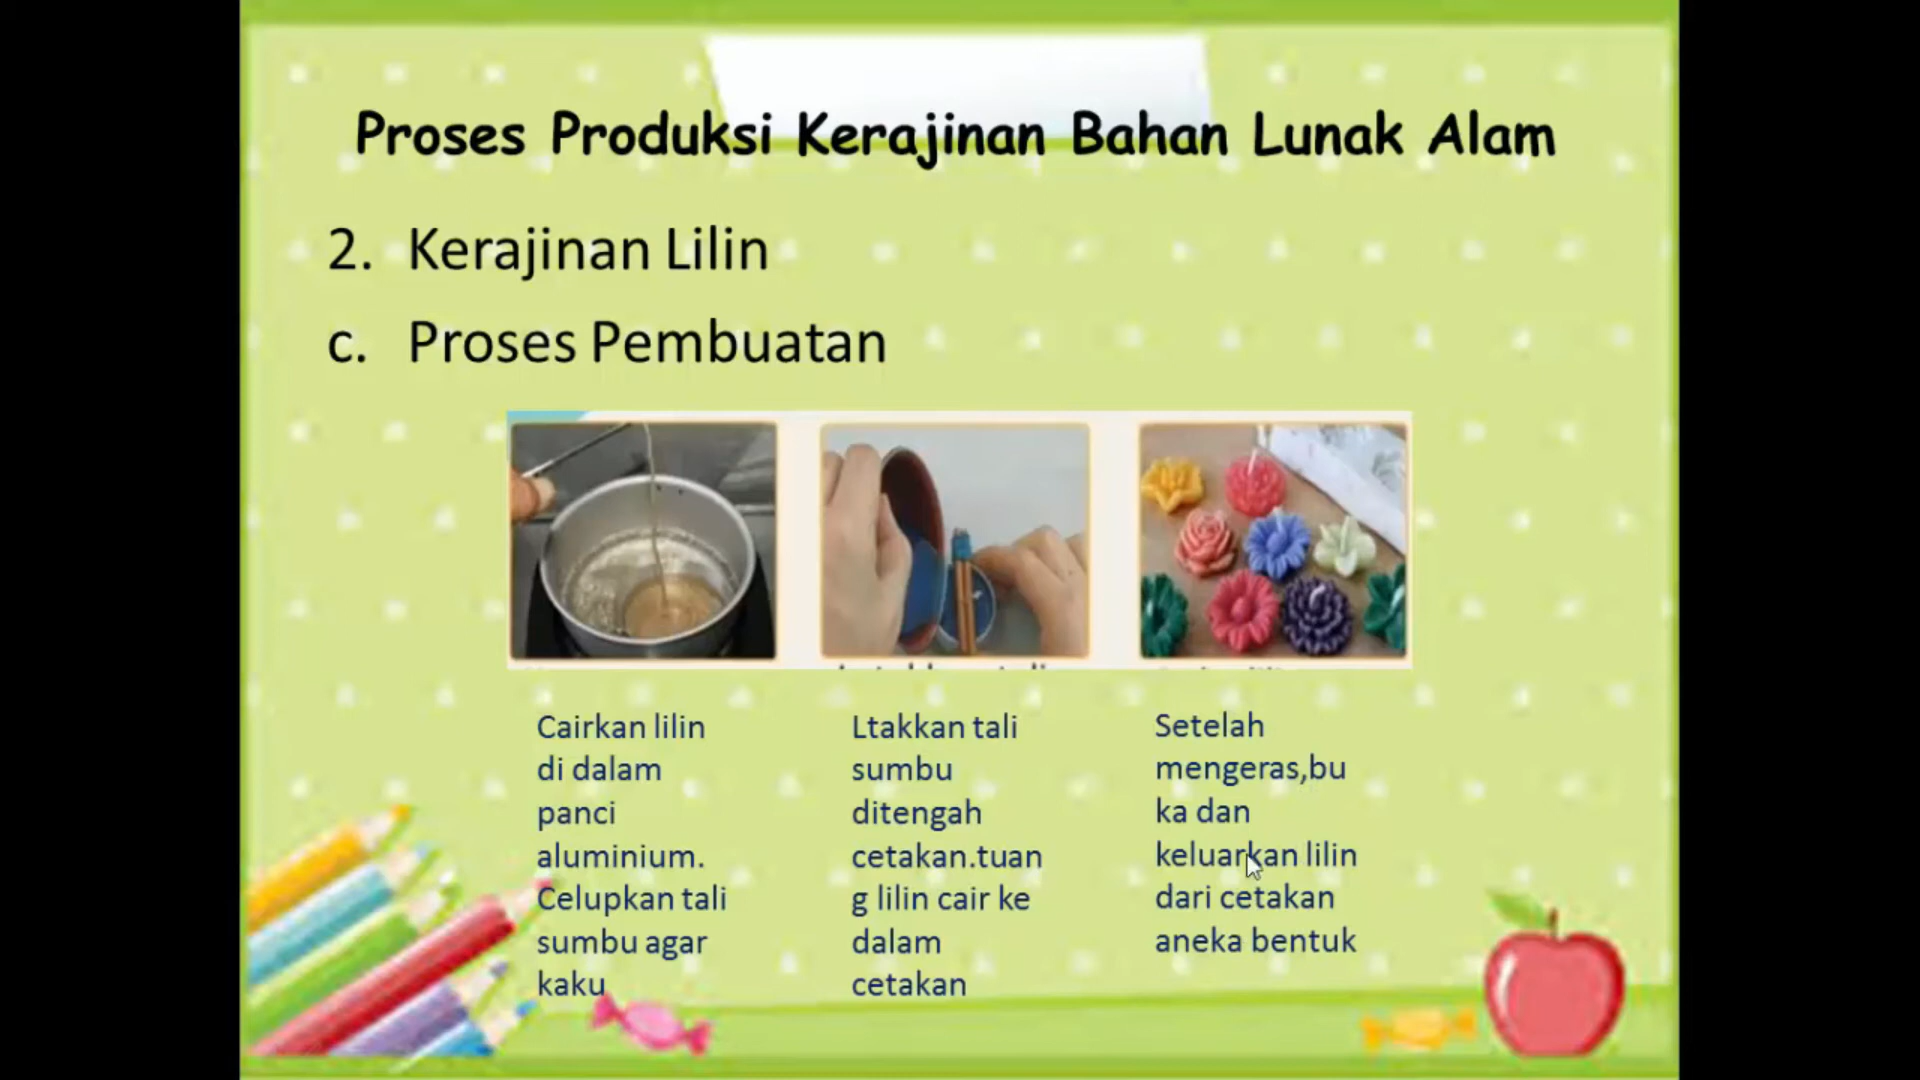 Proses Produksi Kerajinan Bahan Lunak Alam
2. Kerajinan Lilin
c. Proses Pembuatan
Cairkan lilin
di dalam
panci
aluminium.
Celupkan tali
sumbu agar
kaku
Ltakkan tali
sumbu
ditengah
cetakan.tuan
g lilin cair ke
dalam
cetakan
Setelah
mengeras,bu
ka dan
keluarkan lilin
dari cetakan
aneka bentuk